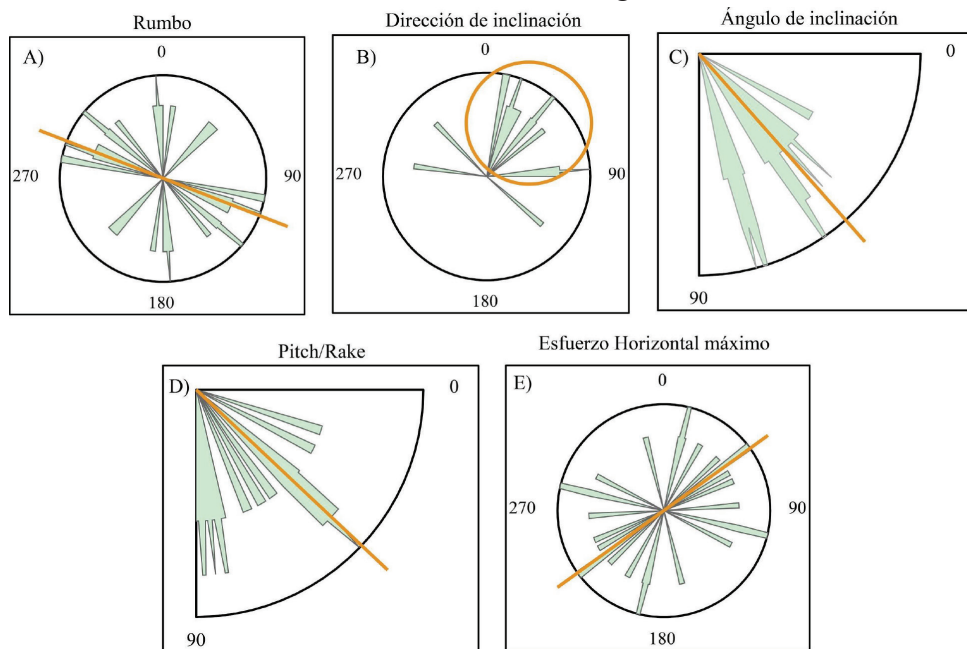 Rumbo
A)
0
270
90
180
Dirección de inclinación
B)
0
270
90
180
Ángulo de inclinación
C)
0
90
Pitch/Rake
D)
0
90
Esfuerzo Horizontal máximo
E)
0
270
90
180